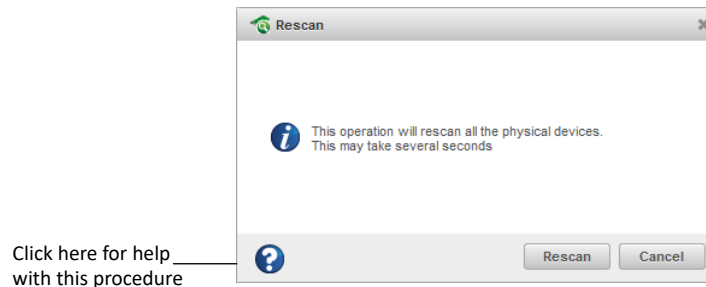 Rescan
This operation will rescan all the physical devices.
This may take several seconds
Click here for help
with this procedure
Rescan
Cancel